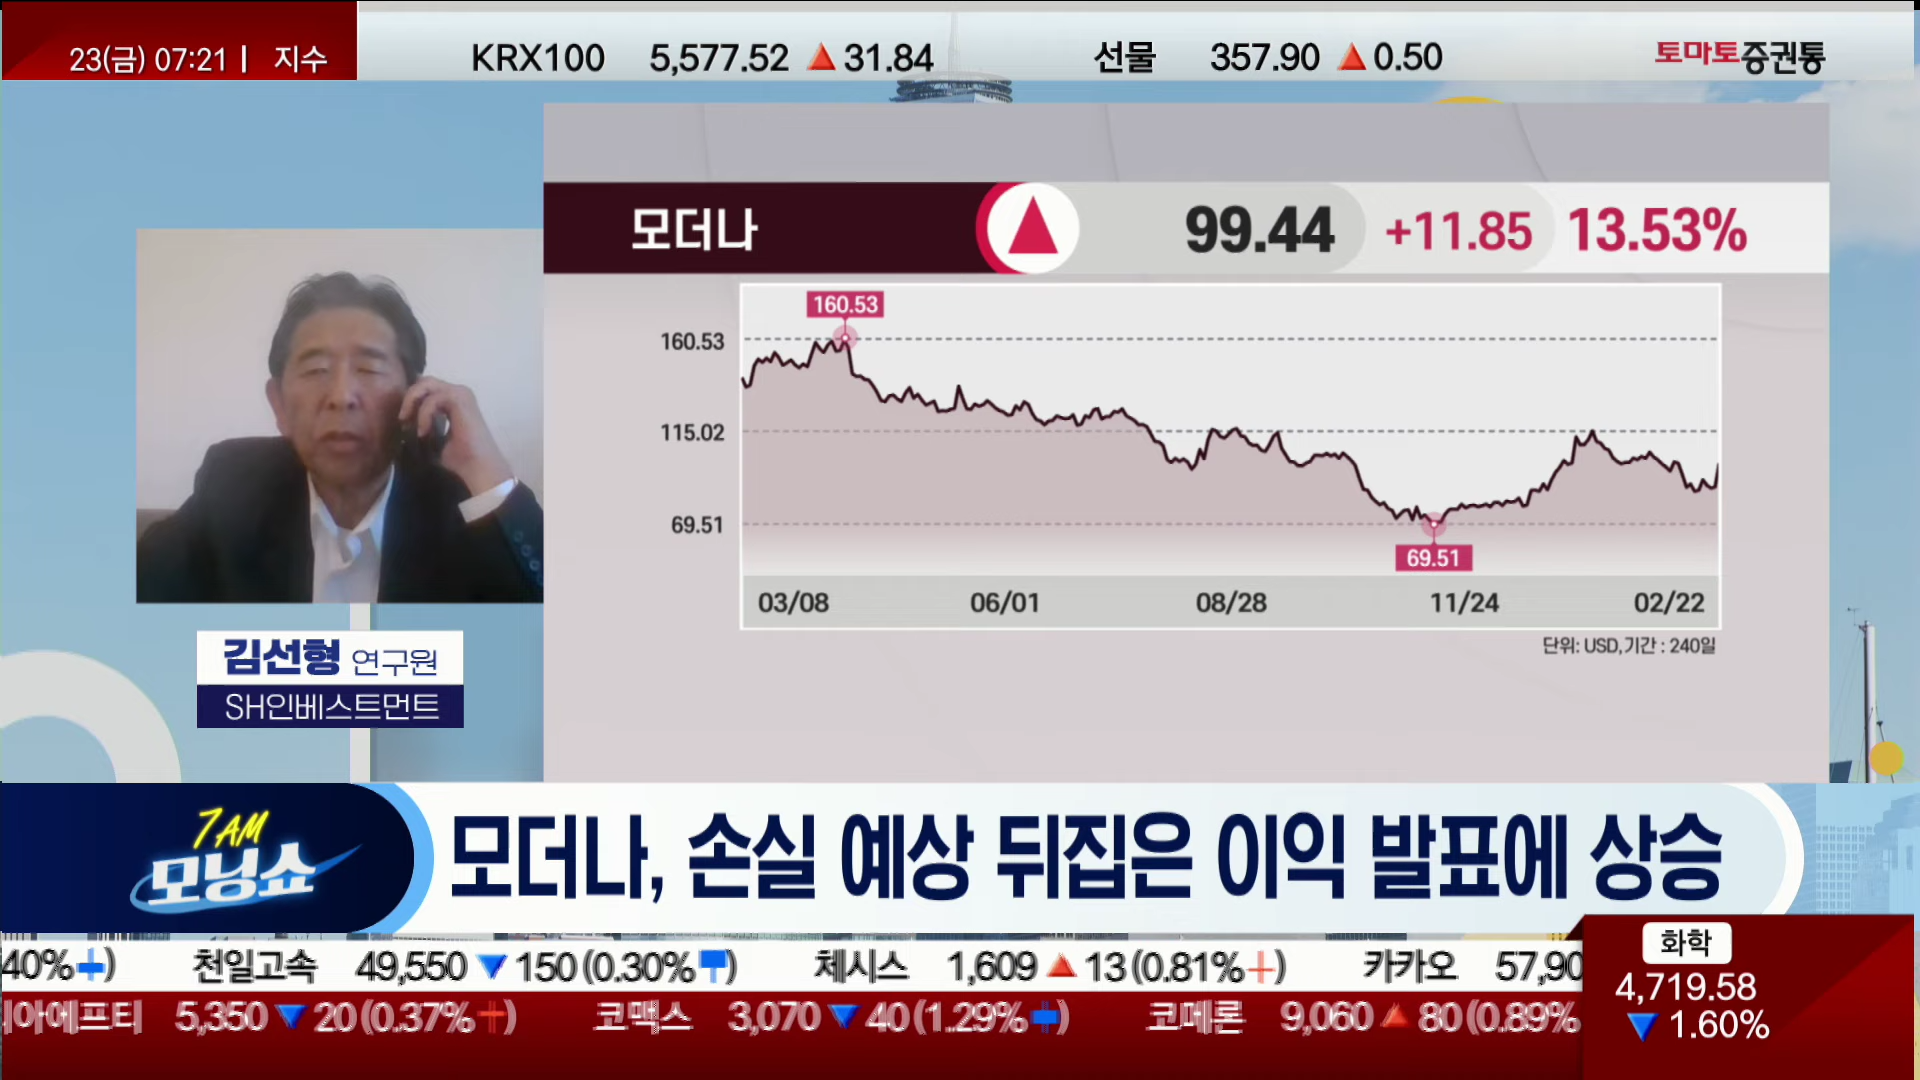 23(금) 07:21 | 지수 KRX100 5,577.52 ▲ 31.84 선물 357.90 ▲ 0.50 토마토증권통
모더나 ▲ 99.44 +11.85 13.53%
160.53
160.53
115.02
69.51
69.51
03/08 06/01 08/28 11/24 02/22
단위: USD, 기간 : 240일
김선형 연구원
SH인베스트먼트
7AM
모닝쇼
모더나, 손실 예상 뒤집은 이익 발표에 상승
40% ) 천일고속 49,550 ▼ 150 (0.30% ) 체시스 1,609 ▲ 13 (0.81% ) 카카오 57,90
아에프티 5,350 ▼ 20 (0.37% ) 코맥스 3,070 ▼ 40 (1.29% ) 코메론 9,060 ▲ 80 (0.89%
화학
4,719.58
▼ 1.60%